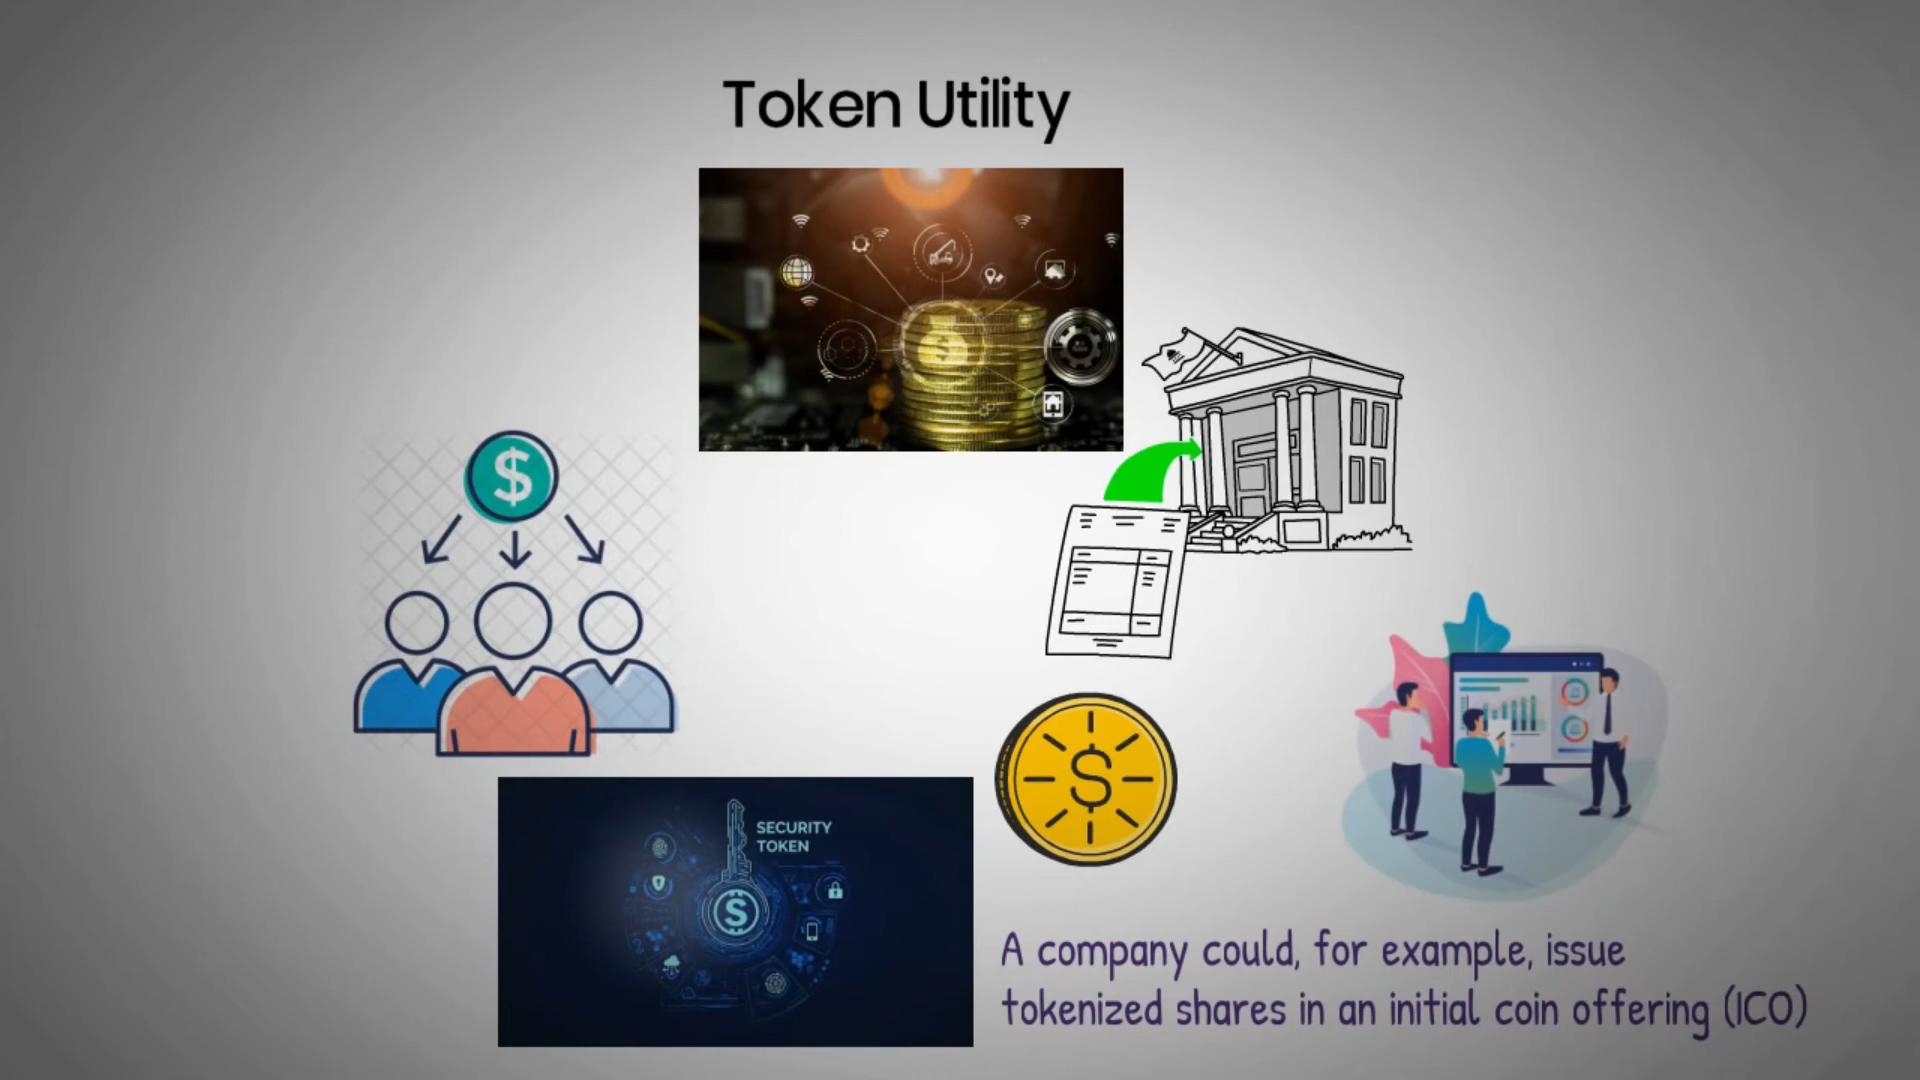 Token Utility
$
$
SECURITY
TOKEN
$
$
A company could, for example, issue
tokenized shares in an initial coin offering (ICO)